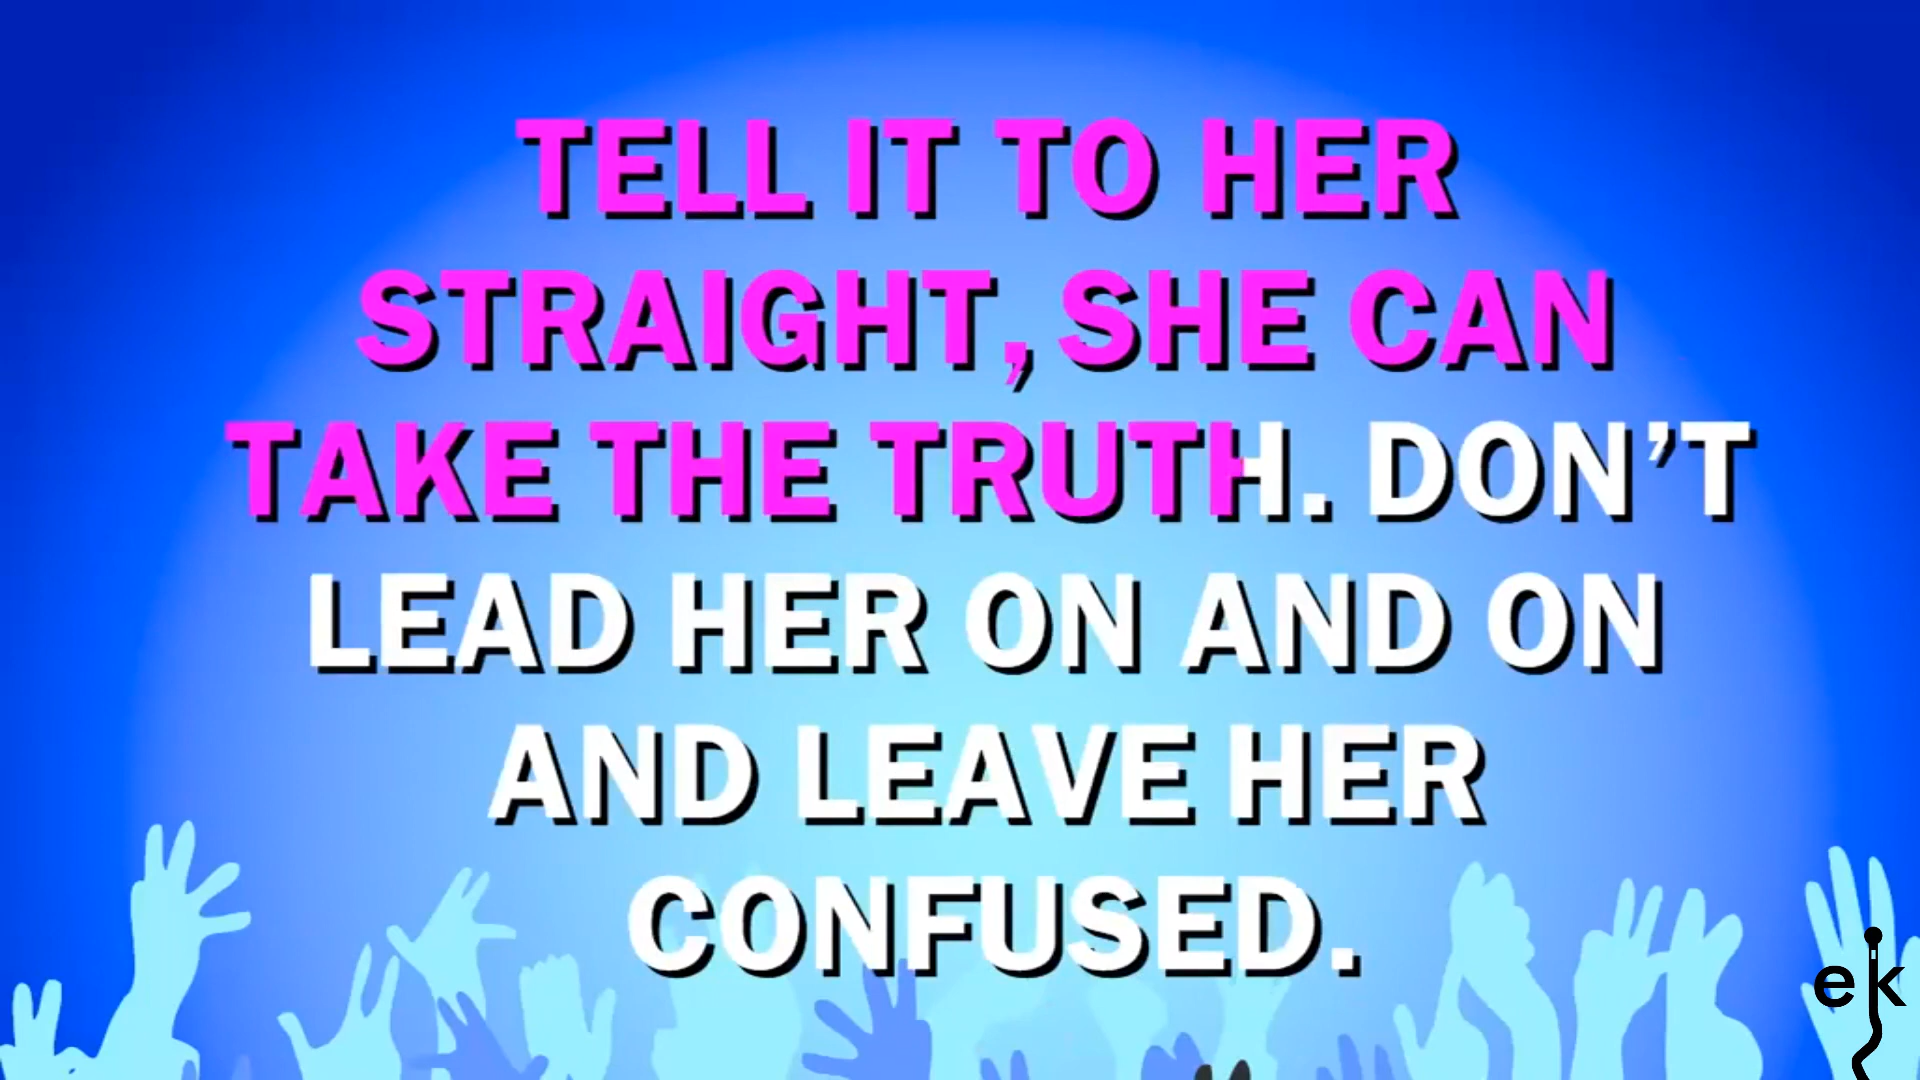 TELL IT TO HER
STRAIGHT, SHE CAN
TAKE THE TRUTH. DON’T
LEAD HER ON AND ON
AND LEAVE HER
CONFUSED.
ek